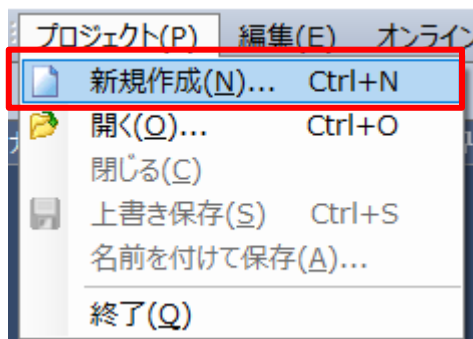 プロジェクト(P) 編集(E) オンライン
新規作成(N)... Ctrl+N
開く(O)... Ctrl+O
閉じる(C)
上書き保存(S) Ctrl+S
名前を付けて保存(A)...
終了(Q)